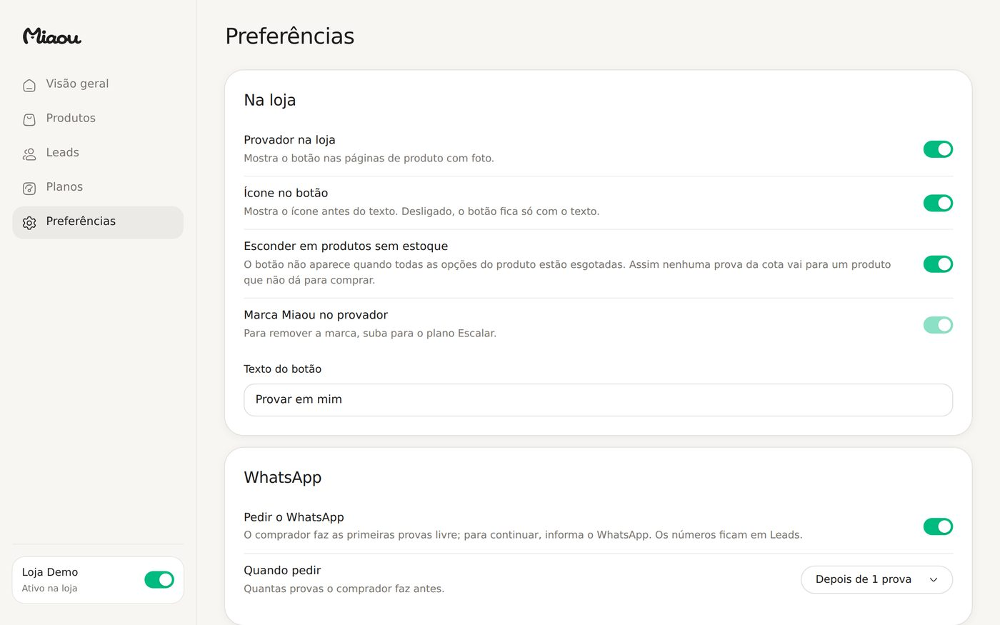 Miaou
Visão geral
Produtos
Leads
Planos
Preferências
Loja Demo
Ativo na loja
Preferências
Na loja
Provador na loja
Mostra o botão nas páginas de produto com foto.
Ícone no botão
Mostra o ícone antes do texto. Desligado, o botão fica só com o texto.
Esconder em produtos sem estoque
O botão não aparece quando todas as opções do produto estão esgotadas. Assim nenhuma prova da cota vai para um produto
que não dá para comprar.
Marca Miaou no provador
Para remover a marca, suba para o plano Escalar.
Texto do botão
Provar em mim
WhatsApp
Pedir o WhatsApp
O comprador faz as primeiras provas livre; para continuar, informa o WhatsApp. Os números ficam em Leads.
Quando pedir
Quantas provas o comprador faz antes.
Depois de 1 prova